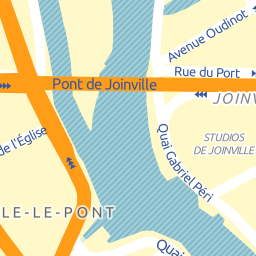 Avenue Oudinot
Rue du Port
Pont de Joinville
JOINV
de l'Église
STUDIOS
DE JOINVILLE
Quai Gabriel Péri
LE-LE-PONT
Quai